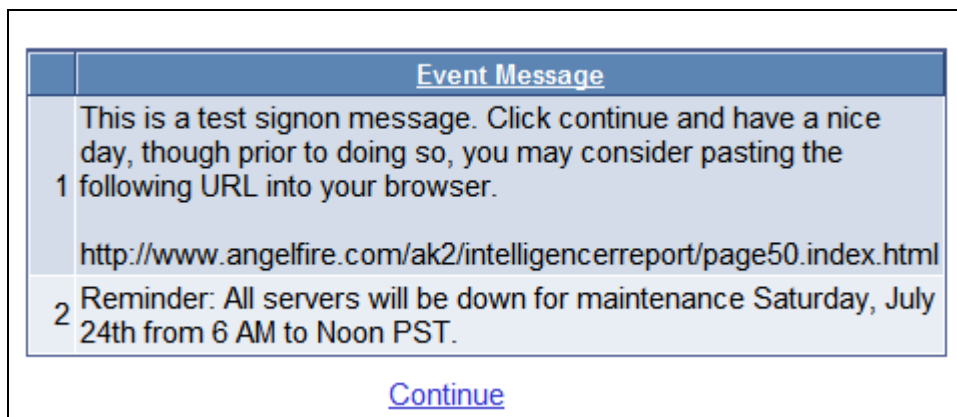 Event Message
This is a test signon message. Click continue and have a nice
day, though prior to doing so, you may consider pasting the
1 following URL into your browser.
http://www.angelfire.com/ak2/intelligencerreport/page50.index.html
2 Reminder: All servers will be down for maintenance Saturday, July
24th from 6 AM to Noon PST.
Continue